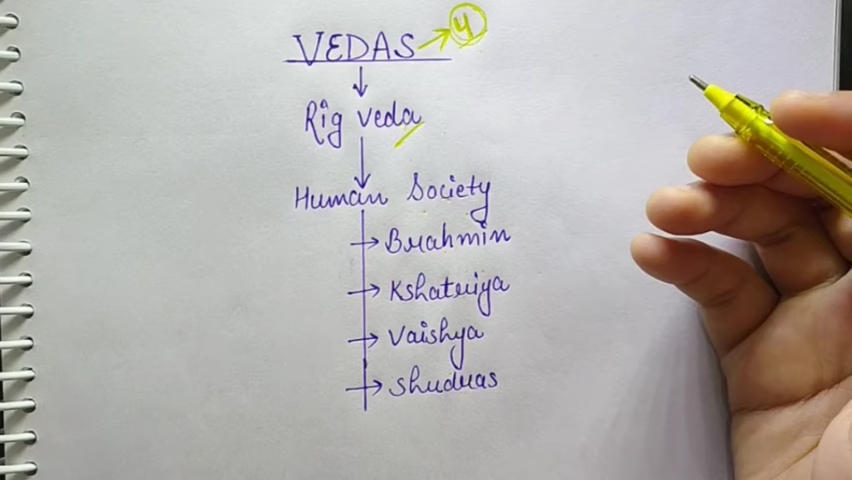 VEDAS → 4
↓
Rig veda
↓
Human Society
→ Brahmin
→ Kshatriya
→ Vaishya
→ Shudras